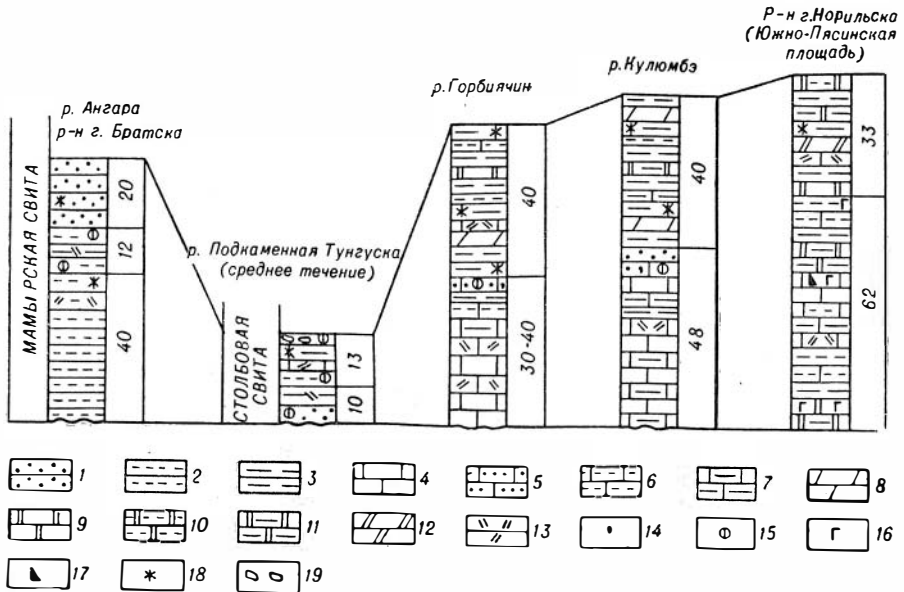 р. Ангара
р-н г. Братска
МАМЫРСКАЯ СВИТА
20
12
40
р. Подкаменная Тунгуска
(среднее течение)
СТОЛБОВАЯ
СВИТА
13
10
р. Горбиячин
40
30-40
р. Кулюмбэ
40
48
Р-н г. Норильска
(Южно-Пясинская
площадь)
33
62
Г
Г
Г Г
1 2 3 4 5 6 7 8
9 10 11 12 13 14 15 Г 16
17 18 19